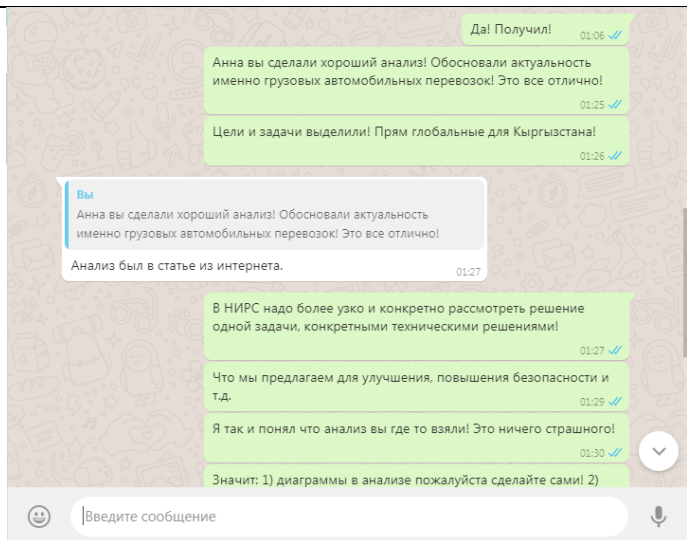 Да! Получил!
01:06
Анна вы сделали хороший анализ! Обосновали актуальность
именно грузовых автомобильных перевозок! Это все отлично!
01:25
Цели и задачи выделили! Прям глобальные для Кыргызстана!
01:26
Вы
Анна вы сделали хороший анализ! Обосновали актуальность
именно грузовых автомобильных перевозок! Это все отлично!
Анализ был в статье из интернета.
01:27
В НИРС надо более узко и конкретно рассмотреть решение
одной задачи, конкретными техническими решениями!
01:27
Что мы предлагаем для улучшения, повышения безопасности и
т.д.
01:29
Я так и понял что анализ вы где то взяли! Это ничего страшного!
01:30
Значит: 1) диаграммы в анализе пожалуйста сделайте сами! 2)
Введите сообщение